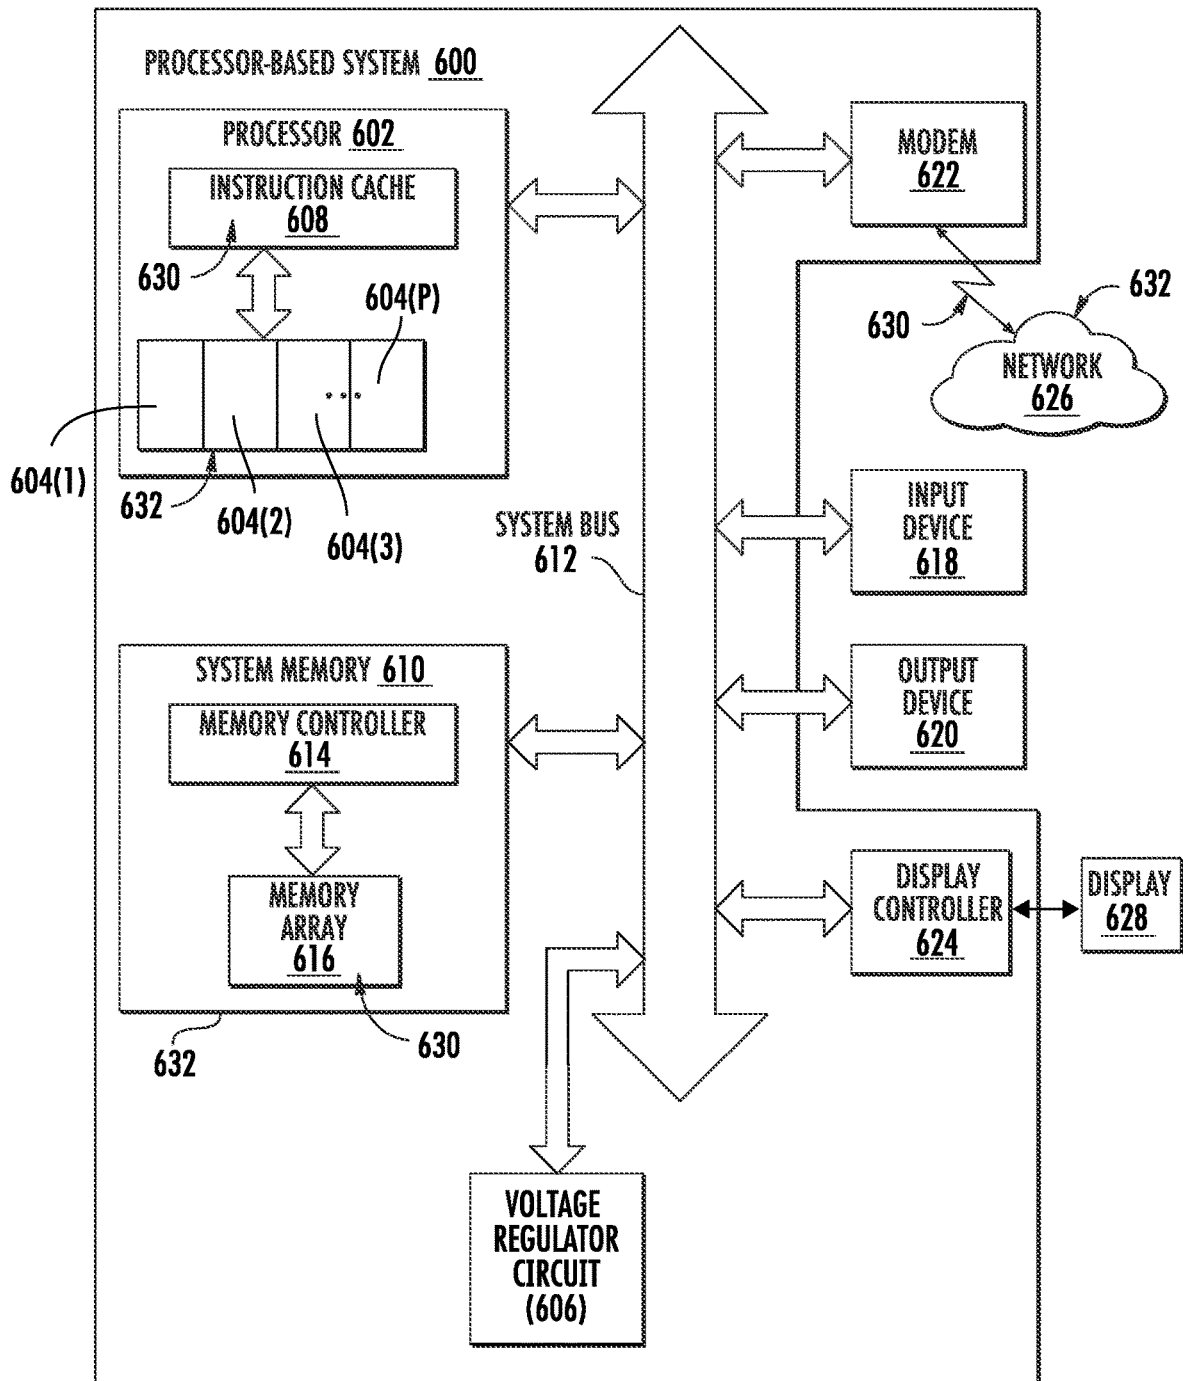 PROCESSOR-BASED SYSTEM 600
PROCESSOR 602
INSTRUCTION CACHE
608
630
604(P)
604(1)
632
604(2)
604(3)
SYSTEM BUS
612
MODEM
622
632
630
NETWORK
626
INPUT
DEVICE
618
OUTPUT
DEVICE
620
SYSTEM MEMORY 610
MEMORY CONTROLLER
614
MEMORY
ARRAY
616
632
630
DISPLAY
CONTROLLER
624
DISPLAY
628
VOLTAGE
REGULATOR
CIRCUIT
(606)